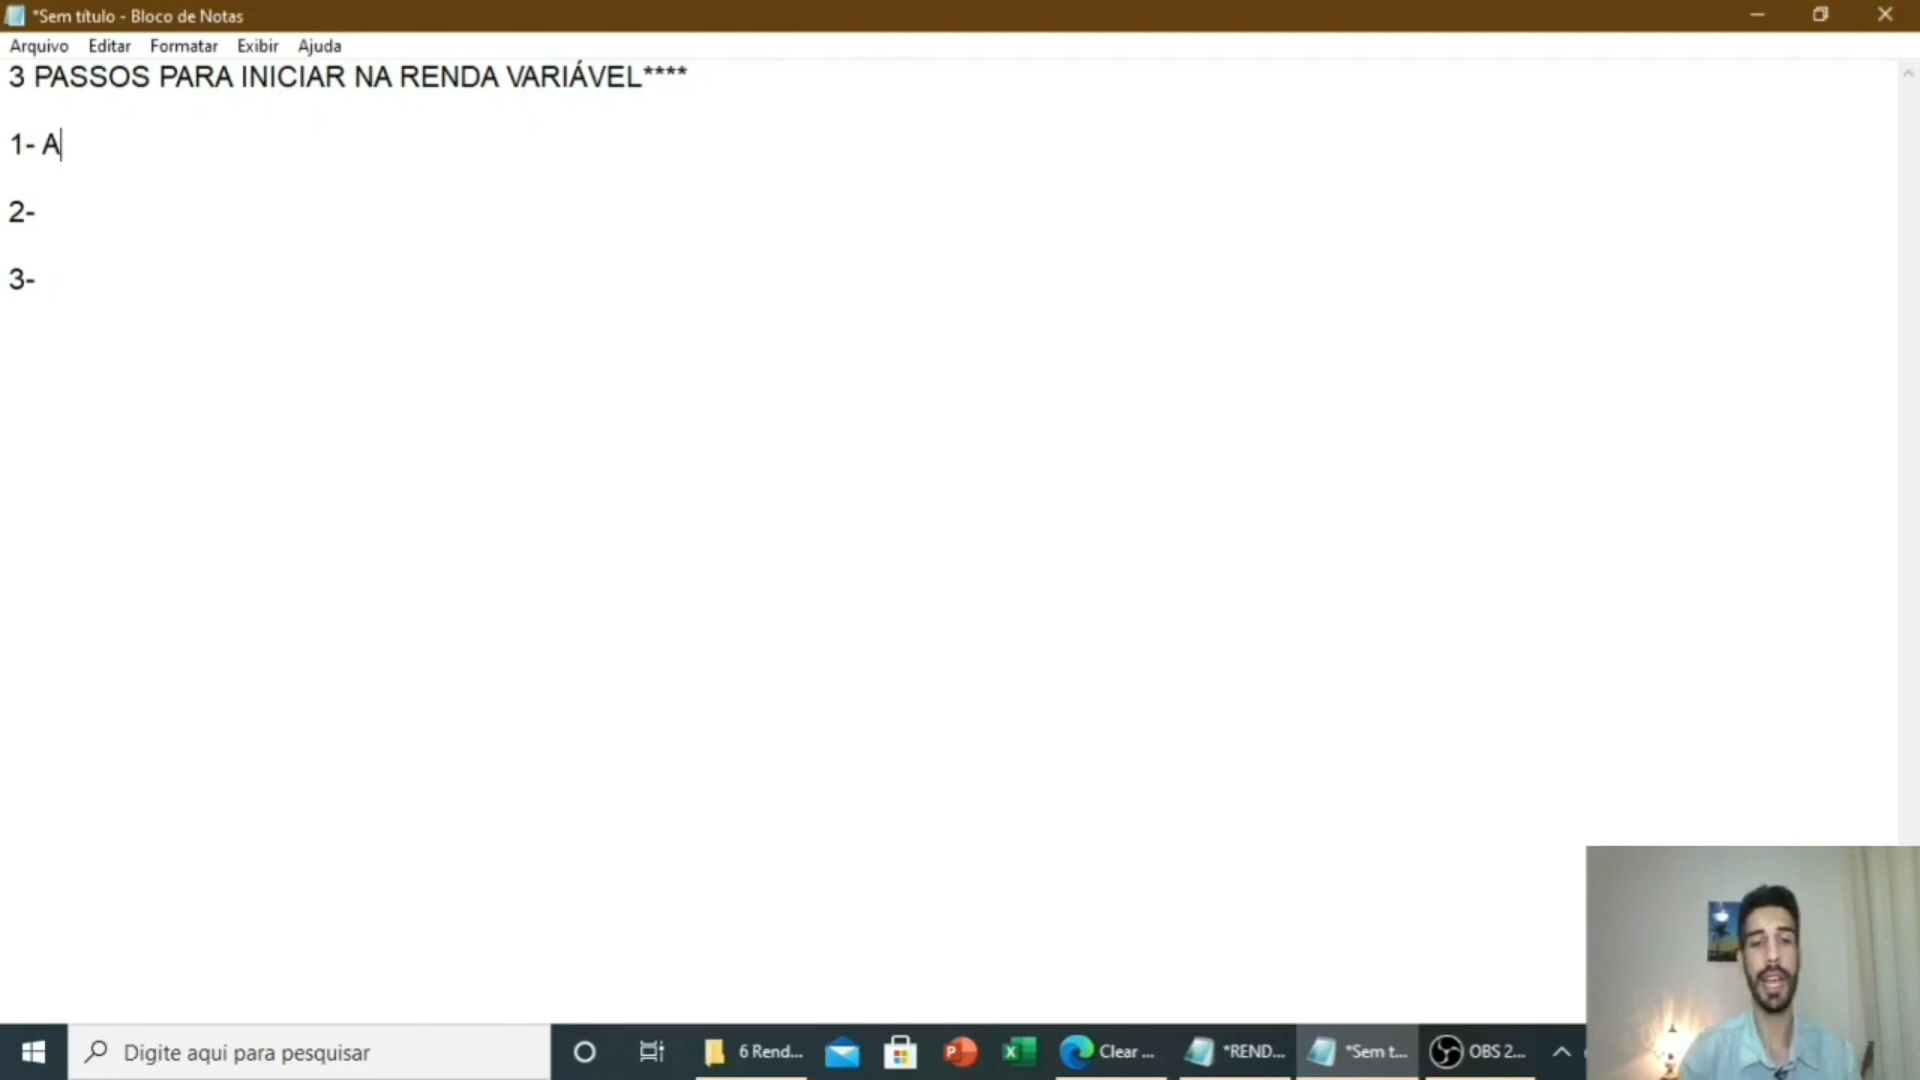 *Sem título - Bloco de Notas
Arquivo Editar Formatar Exibir Ajuda
3 PASSOS PARA INICIAR NA RENDA VARIÁVEL****
1- A
2-
3-
Digite aqui para pesquisar
6 Rend...
Clear ...
*REND...
*Sem t...
OBS 2...